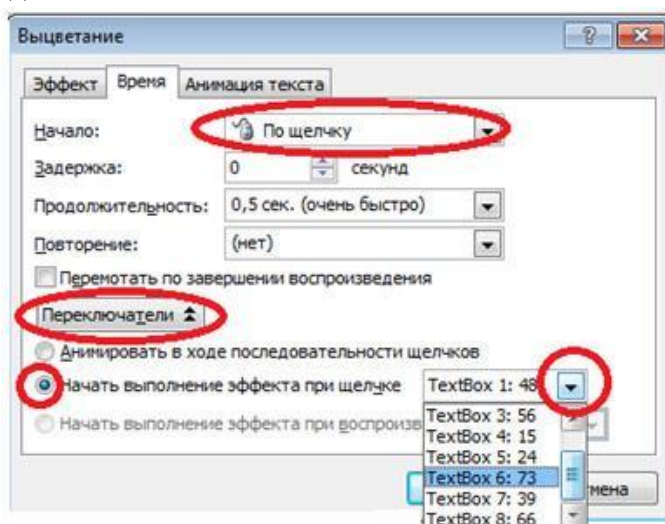 Выцветание
Эффект Время Анимация текста
Начало: По щелчку
Задержка: 0 секунд
Продолжительность: 0,5 сек. (очень быстро)
Повторение: (нет)
Перемотать по завершении воспроизведения
Переключатели
Анимировать в ходе последовательности щелчков
Начать выполнение эффекта при щелчке TextBox 1: 48
Начать выполнение эффекта при воспроизв
TextBox 3: 56
TextBox 4: 15
TextBox 5: 24
TextBox 6: 73
TextBox 7: 39
TextBox 8: 66
мена